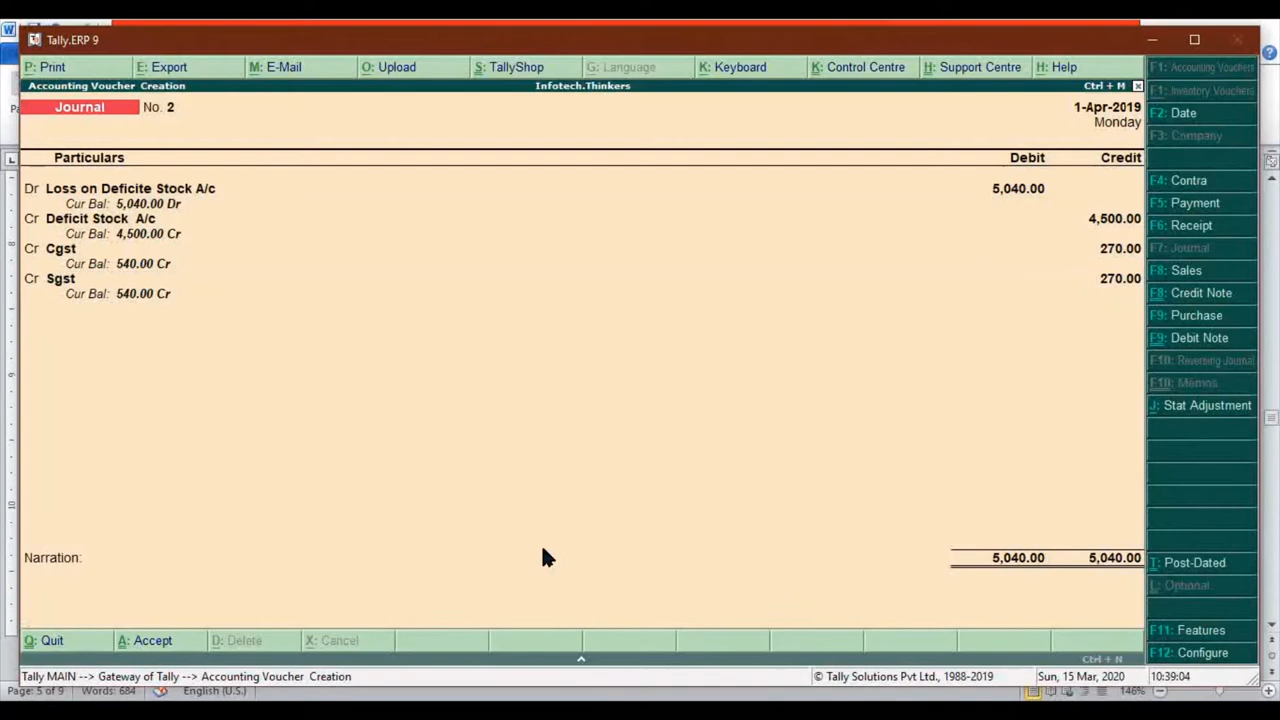 Tally.ERP 9
P: Print E: Export M: E-Mail O: Upload S: TallyShop G: Language K: Keyboard K: Control Centre H: Support Centre H: Help
Accounting Voucher Creation Infotech.Thinkers Ctrl + M
Journal No. 2 1-Apr-2019
Monday
Particulars Debit Credit
Dr Loss on Deficite Stock A/c 5,040.00
Cur Bal: 5,040.00 Dr
Cr Deficit Stock A/c 4,500.00
Cur Bal: 4,500.00 Cr
Cr Cgst 270.00
Cur Bal: 540.00 Cr
Cr Sgst 270.00
Cur Bal: 540.00 Cr
Narration: 5,040.00 5,040.00
F1: Accounting Vouchers
F1: Inventory Vouchers
F2: Date
F3: Company
F4: Contra
F5: Payment
F6: Receipt
F7: Journal
F8: Sales
F8: Credit Note
F9: Purchase
F9: Debit Note
F10: Reversing Journal
F10: Memos
J: Stat Adjustment
T: Post-Dated
L: Optional
F11: Features
F12: Configure
Q: Quit A: Accept D: Delete X: Cancel
Ctrl + N
Tally MAIN --> Gateway of Tally --> Accounting Voucher Creation © Tally Solutions Pvt Ltd., 1988-2019 Sun, 15 Mar, 2020 10:39:04
Page: 5 of 9 Words: 684 English (U.S.) 146%